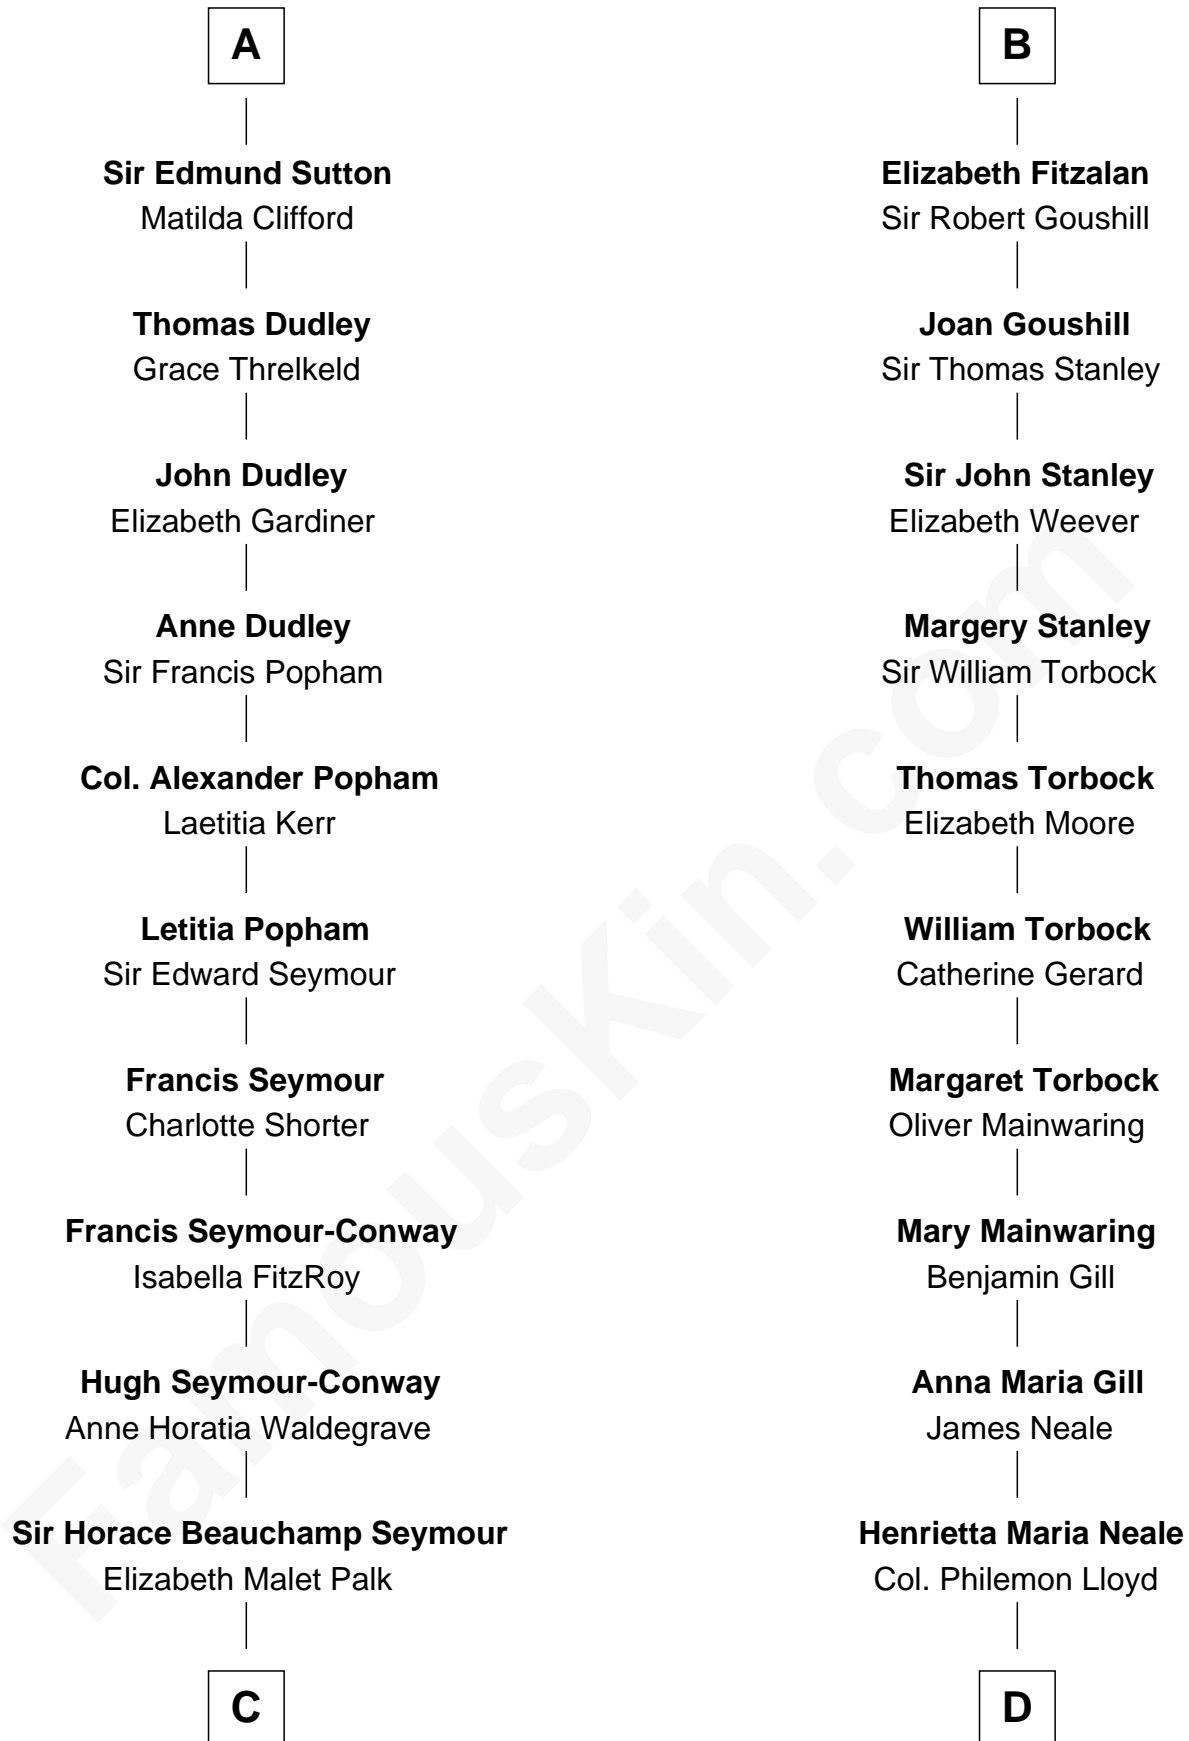 A
Sir Edmund Sutton
Matilda Clifford
Thomas Dudley
Grace Threlkeld
John Dudley
Elizabeth Gardiner
Anne Dudley
Sir Francis Popham
Col. Alexander Popham
Laetitia Kerr
Letitia Popham
Sir Edward Seymour
Francis Seymour
Charlotte Shorter
Francis Seymour-Conway
Isabella FitzRoy
Hugh Seymour-Conway
Anne Horatia Waldegrave
Sir Horace Beauchamp Seymour
Elizabeth Malet Palk
C
B
Elizabeth Fitzalan
Sir Robert Goushill
Joan Goushill
Sir Thomas Stanley
Sir John Stanley
Elizabeth Weever
Margery Stanley
Sir William Torbock
Thomas Torbock
Elizabeth Moore
William Torbock
Catherine Gerard
Margaret Torbock
Oliver Mainwaring
Mary Mainwaring
Benjamin Gill
Anna Maria Gill
James Neale
Henrietta Maria Neale
Col. Philemon Lloyd
D
FamousKin.com